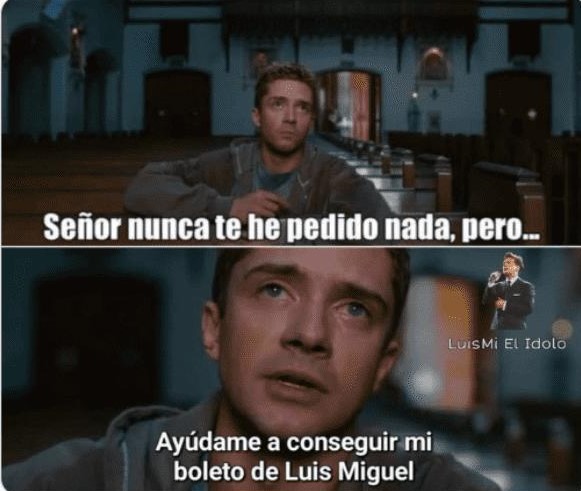 Señor nunca te he pedido nada, pero...
LuisMi El Idolo
Ayúdame a conseguir mi
boleto de Luis Miguel